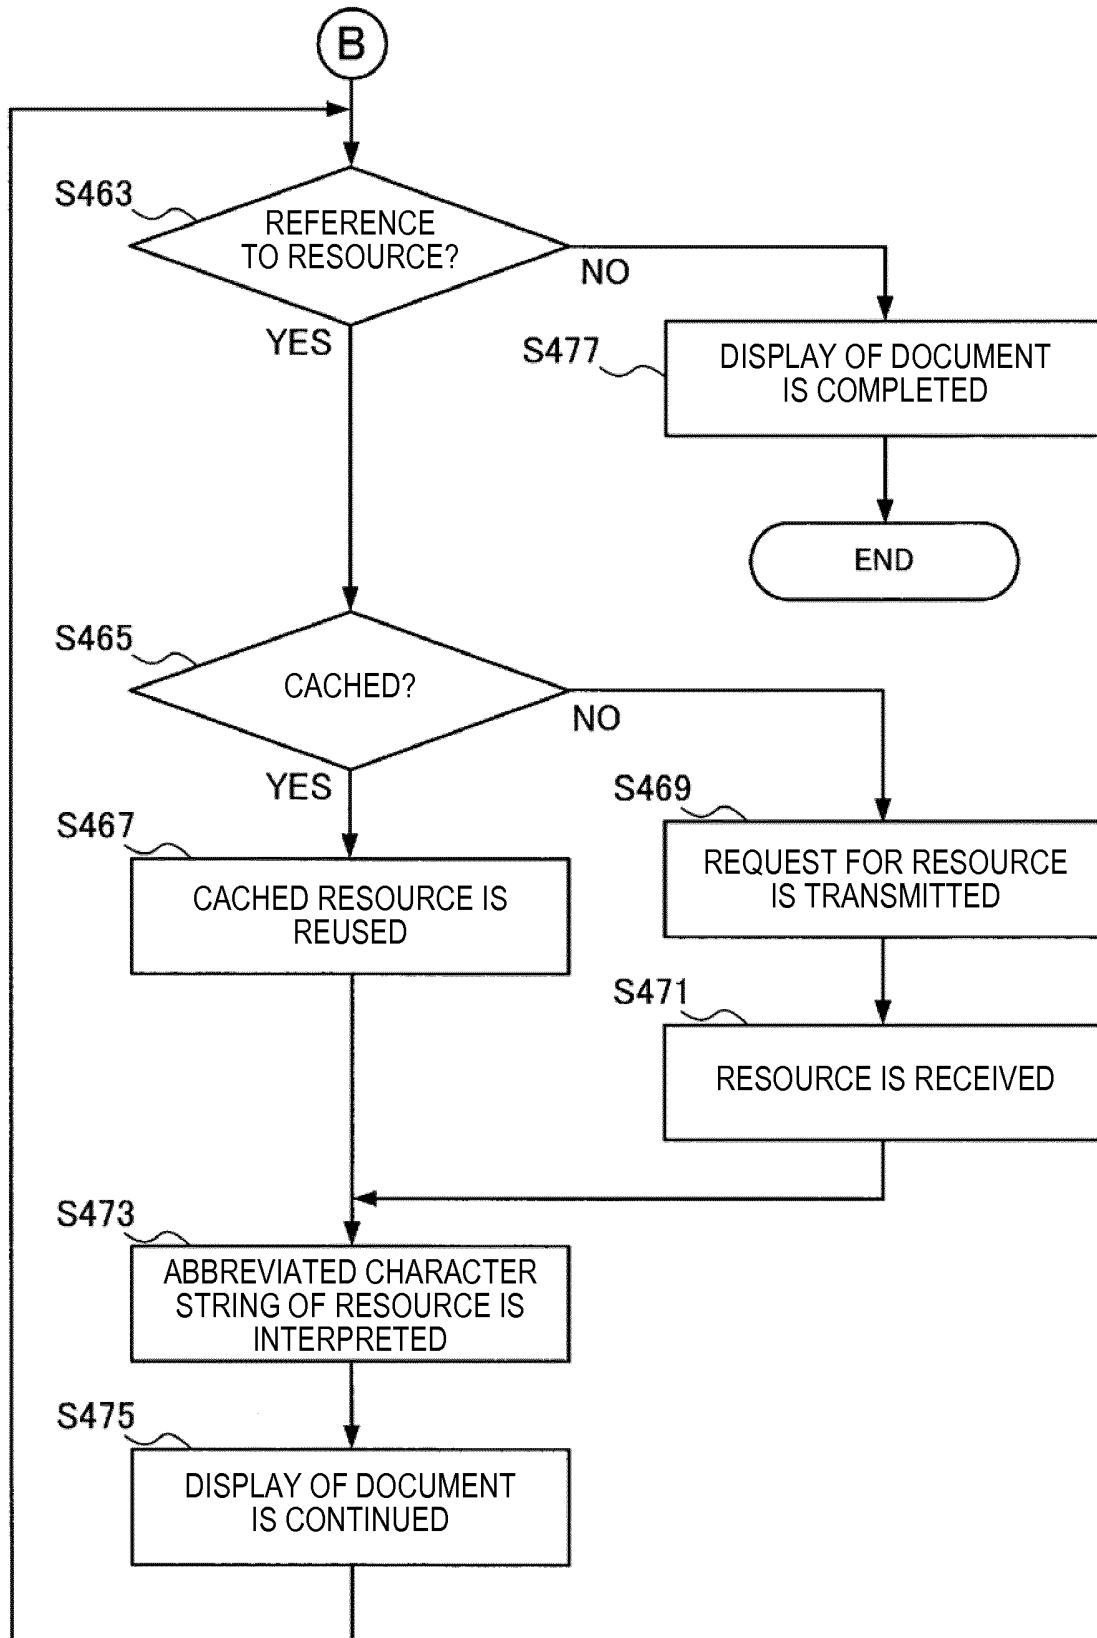 B
S463
REFERENCE
TO RESOURCE?
NO
YES
S477
DISPLAY OF DOCUMENT
IS COMPLETED
END
S465
CACHED?
NO
YES
S467
CACHED RESOURCE IS
REUSED
S469
REQUEST FOR RESOURCE
IS TRANSMITTED
S471
RESOURCE IS RECEIVED
S473
ABBREVIATED CHARACTER
STRING OF RESOURCE IS
INTERPRETED
S475
DISPLAY OF DOCUMENT
IS CONTINUED